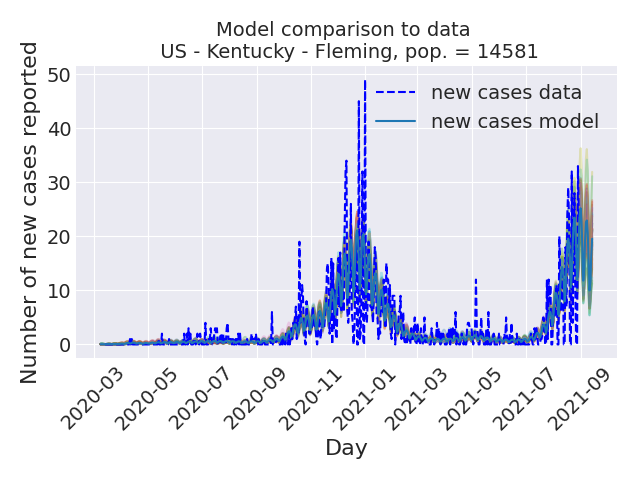 Model comparison to data
US - Kentucky - Fleming, pop. = 14581
Number of new cases reported
50
40
30
20
10
0
new cases data
new cases model
2020-03
2020-05
2020-07
2020-09
2020-11
2021-01
2021-03
2021-05
2021-07
2021-09
Day